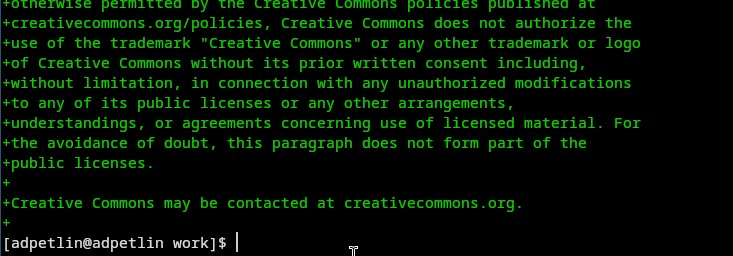 +otherwise permitted by the Creative Commons policies published at
+creativecommons.org/policies, Creative Commons does not authorize the
+use of the trademark "Creative Commons" or any other trademark or logo
+of Creative Commons without its prior written consent including,
+without limitation, in connection with any unauthorized modifications
+to any of its public licenses or any other arrangements,
+understandings, or agreements concerning use of licensed material. For
+the avoidance of doubt, this paragraph does not form part of the
+public licenses.
+
+Creative Commons may be contacted at creativecommons.org.
+
[adpetlin@adpetlin work]$